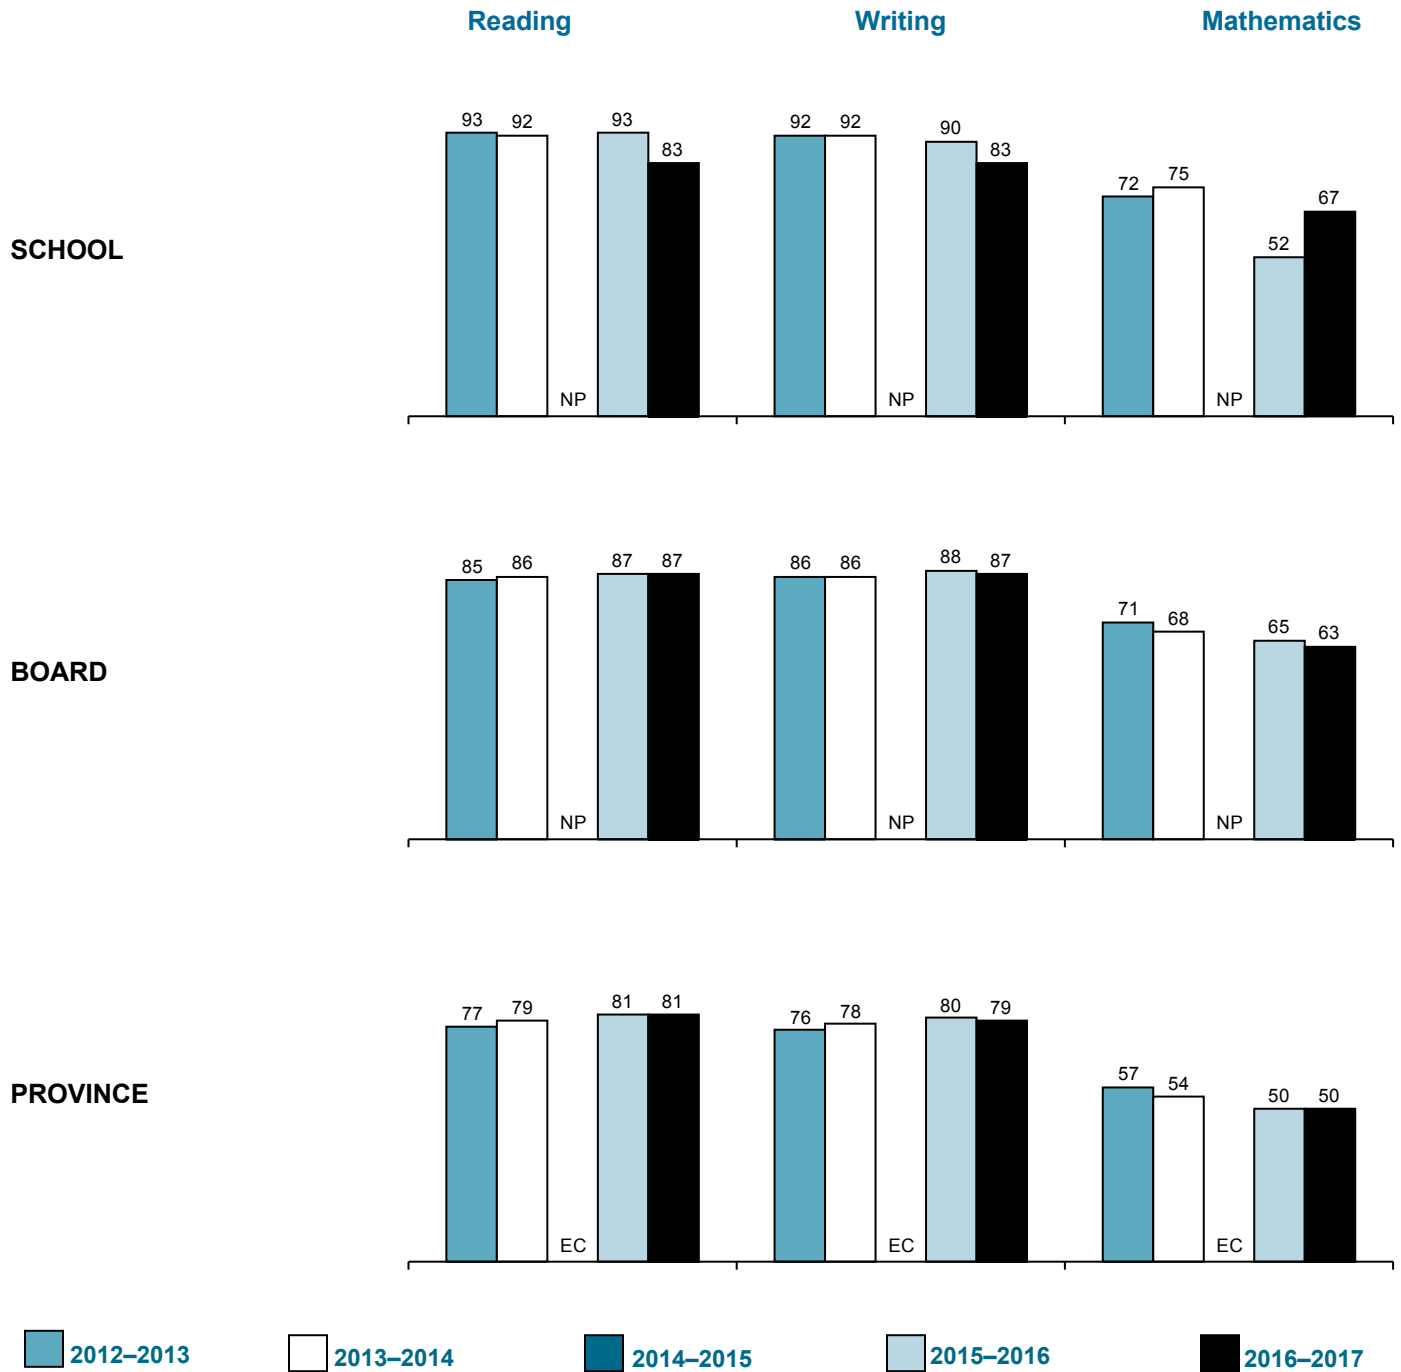 Reading Writing Mathematics
SCHOOL
93 92 NP 93 83 92 92 NP 90 83 72 75 NP 52 67
BOARD
85 86 NP 87 87 86 86 NP 88 87 71 68 NP 65 63
PROVINCE
77 79 EC 81 81 76 78 EC 80 79 57 54 EC 50 50
2012–2013 2013–2014 2014–2015 2015–2016 2016–2017